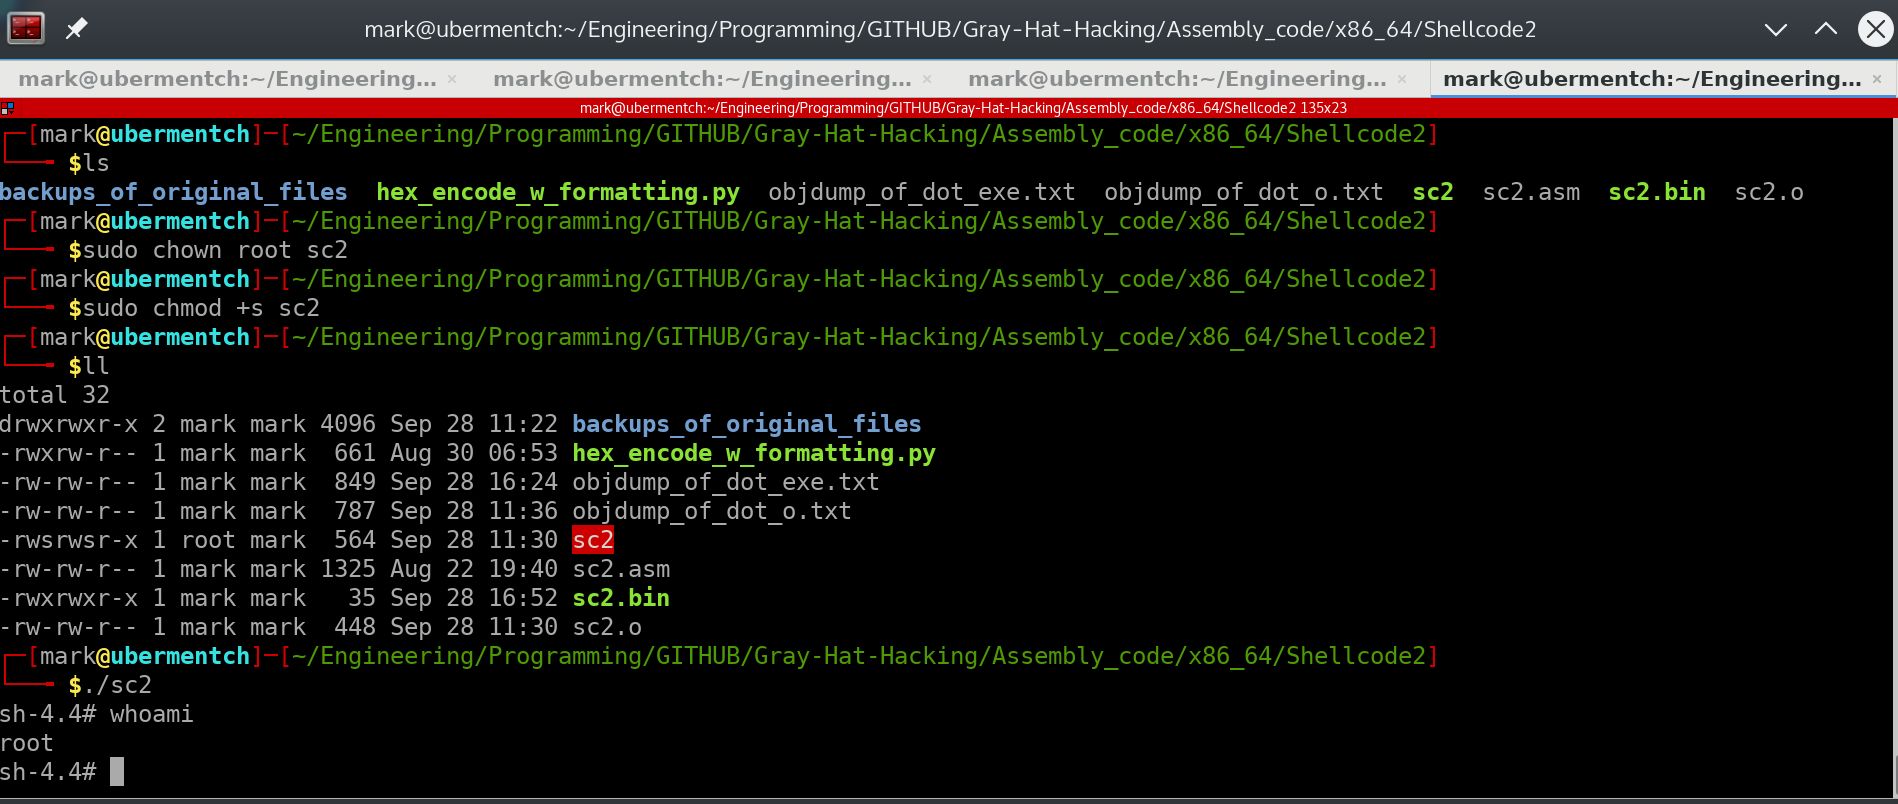 mark@ubermentch:~/Engineering/Programming/GITHUB/Gray-Hat-Hacking/Assembly_code/x86_64/Shellcode2
mark@ubermentch:~/Engineering... × mark@ubermentch:~/Engineering... × mark@ubermentch:~/Engineering... × mark@ubermentch:~/Engineering... ×
mark@ubermentch:~/Engineering/Programming/GITHUB/Gray-Hat-Hacking/Assembly_code/x86_64/Shellcode2 135x23
[mark@ubermentch]─[~/Engineering/Programming/GITHUB/Gray-Hat-Hacking/Assembly_code/x86_64/Shellcode2]
$ls
backups_of_original_files  hex_encode_w_formatting.py  objdump_of_dot_exe.txt  objdump_of_dot_o.txt  sc2  sc2.asm  sc2.bin  sc2.o
[mark@ubermentch]─[~/Engineering/Programming/GITHUB/Gray-Hat-Hacking/Assembly_code/x86_64/Shellcode2]
$sudo chown root sc2
[mark@ubermentch]─[~/Engineering/Programming/GITHUB/Gray-Hat-Hacking/Assembly_code/x86_64/Shellcode2]
$sudo chmod +s sc2
[mark@ubermentch]─[~/Engineering/Programming/GITHUB/Gray-Hat-Hacking/Assembly_code/x86_64/Shellcode2]
$ll
total 32
drwxrwxr-x 2 mark mark 4096 Sep 28 11:22 backups_of_original_files
-rwxrw-r-- 1 mark mark  661 Aug 30 06:53 hex_encode_w_formatting.py
-rw-rw-r-- 1 mark mark  849 Sep 28 16:24 objdump_of_dot_exe.txt
-rw-rw-r-- 1 mark mark  787 Sep 28 11:36 objdump_of_dot_o.txt
-rwsrwsr-x 1 root mark  564 Sep 28 11:30 sc2
-rw-rw-r-- 1 mark mark 1325 Aug 22 19:40 sc2.asm
-rwxrwxr-x 1 mark mark   35 Sep 28 16:52 sc2.bin
-rw-rw-r-- 1 mark mark  448 Sep 28 11:30 sc2.o
[mark@ubermentch]─[~/Engineering/Programming/GITHUB/Gray-Hat-Hacking/Assembly_code/x86_64/Shellcode2]
$./sc2
sh-4.4# whoami
root
sh-4.4#